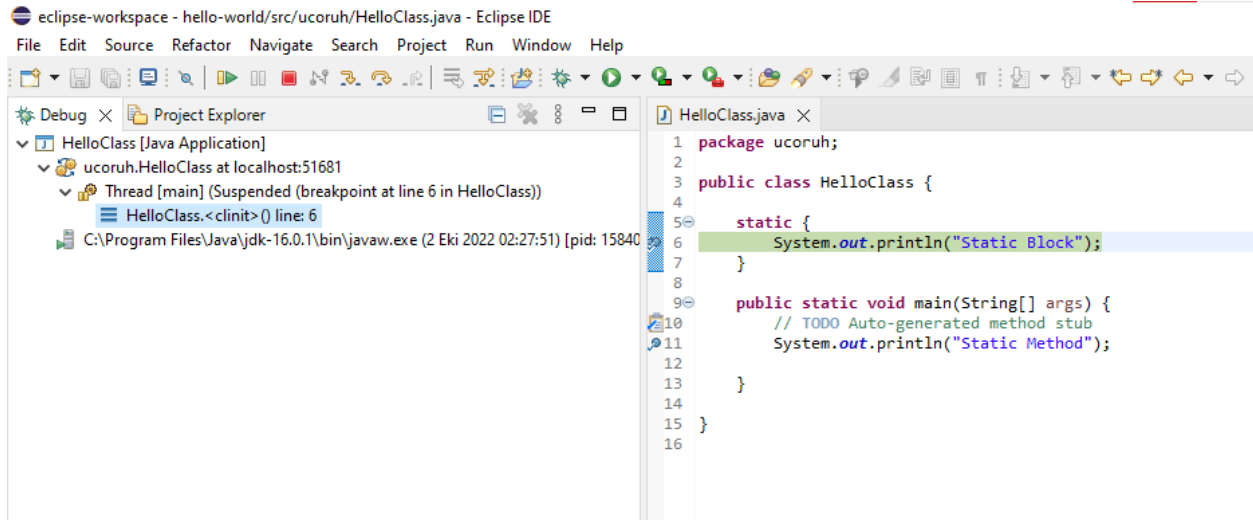 eclipse-workspace - hello-world/src/ucoruh/HelloClass.java - Eclipse IDE
File Edit Source Refactor Navigate Search Project Run Window Help
Debug Project Explorer
HelloClass [Java Application]
ucoruh.HelloClass at localhost:51681
Thread [main] (Suspended (breakpoint at line 6 in HelloClass))
HelloClass.<clinit>() line: 6
C:\Program Files\Java\jdk-16.0.1\bin\javaw.exe (2 Eki 2022 02:27:51) [pid: 15840
HelloClass.java
1 package ucoruh;
2
3 public class HelloClass {
4
5 static {
6 System.out.println("Static Block");
7 }
8
9 public static void main(String[] args) {
10 // TODO Auto-generated method stub
11 System.out.println("Static Method");
12
13 }
14
15 }
16